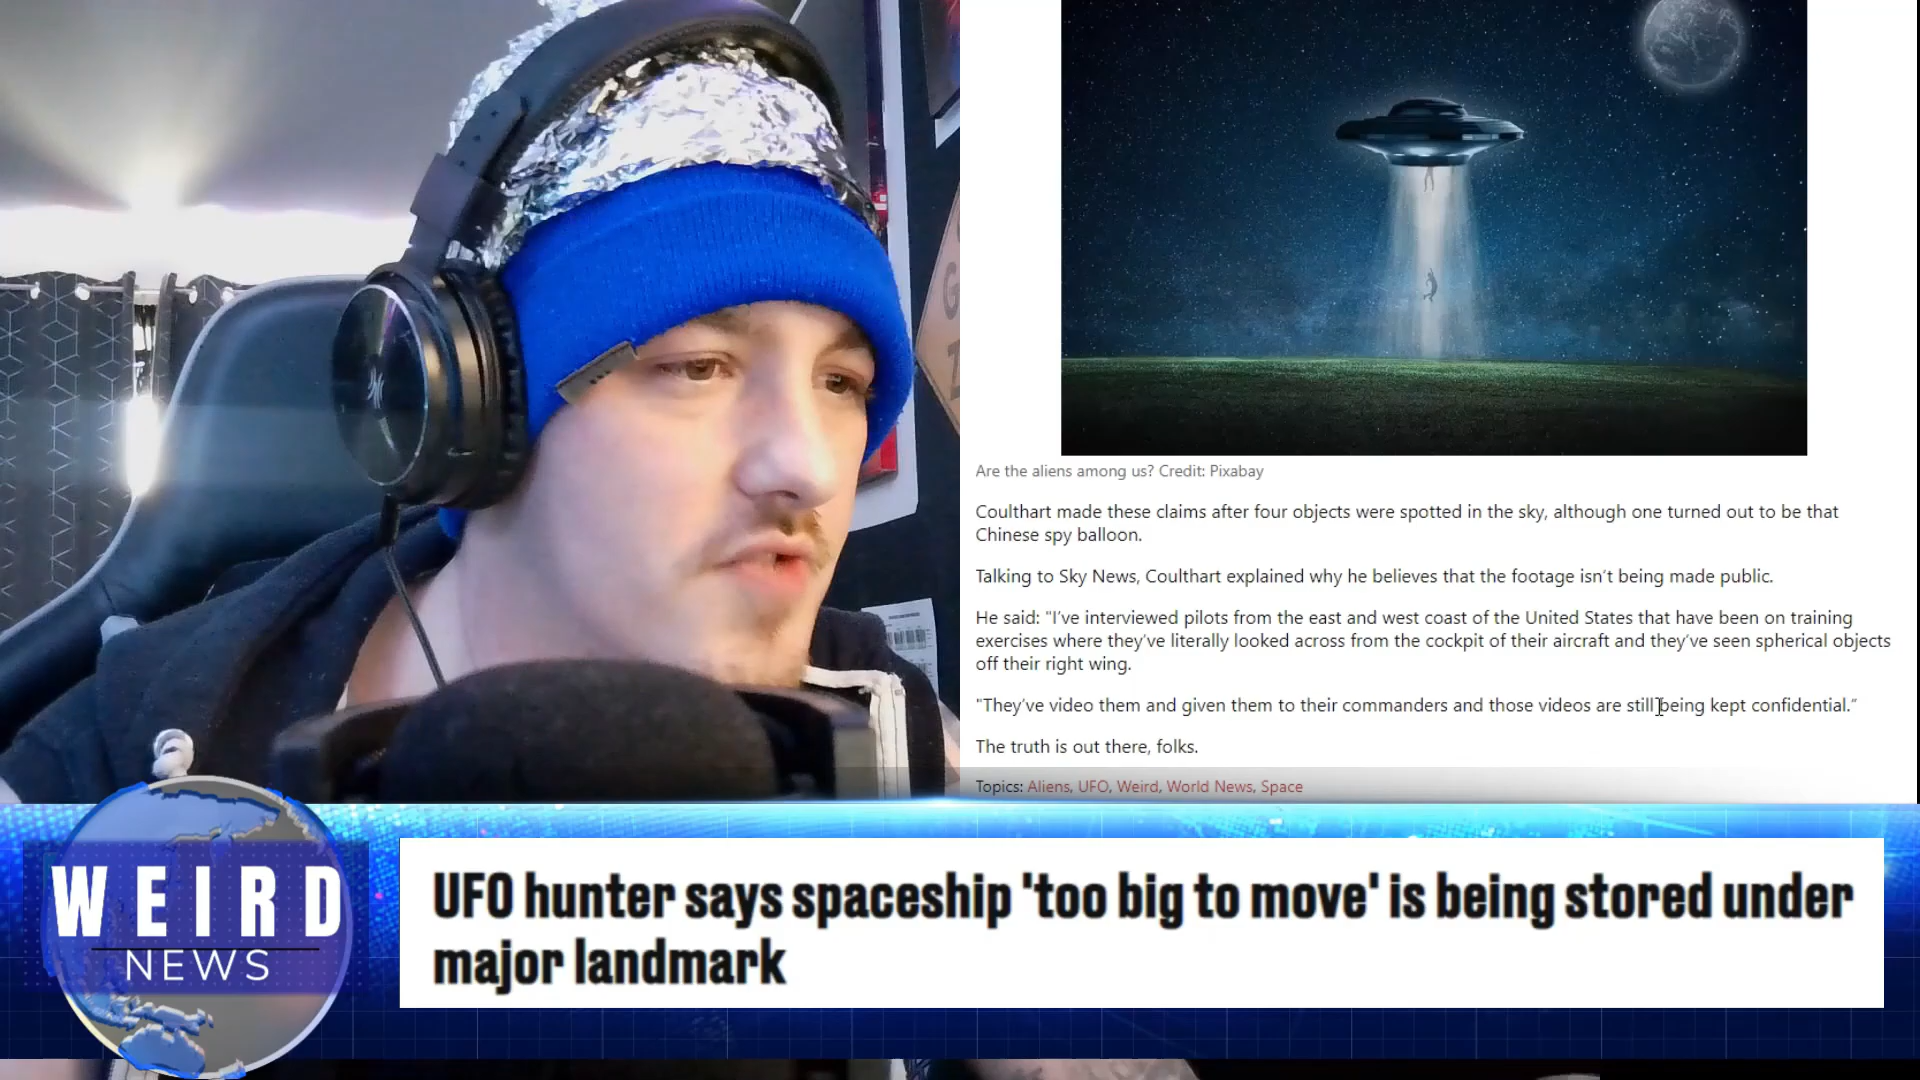 Are the aliens among us? Credit: Pixabay
Coulthart made these claims after four objects were spotted in the sky, although one turned out to be that
Chinese spy balloon.
Talking to Sky News, Coulthart explained why he believes that the footage isn't being made public.
He said: "I've interviewed pilots from the east and west coast of the United States that have been on training
exercises where they've literally looked across from the cockpit of their aircraft and they've seen spherical objects
off their right wing.
"They've video them and given them to their commanders and those videos are still being kept confidential."
The truth is out there, folks.
Topics: Aliens, UFO, Weird, World News, Space
WEIRD
NEWS
UFO hunter says spaceship 'too big to move' is being stored under
major landmark